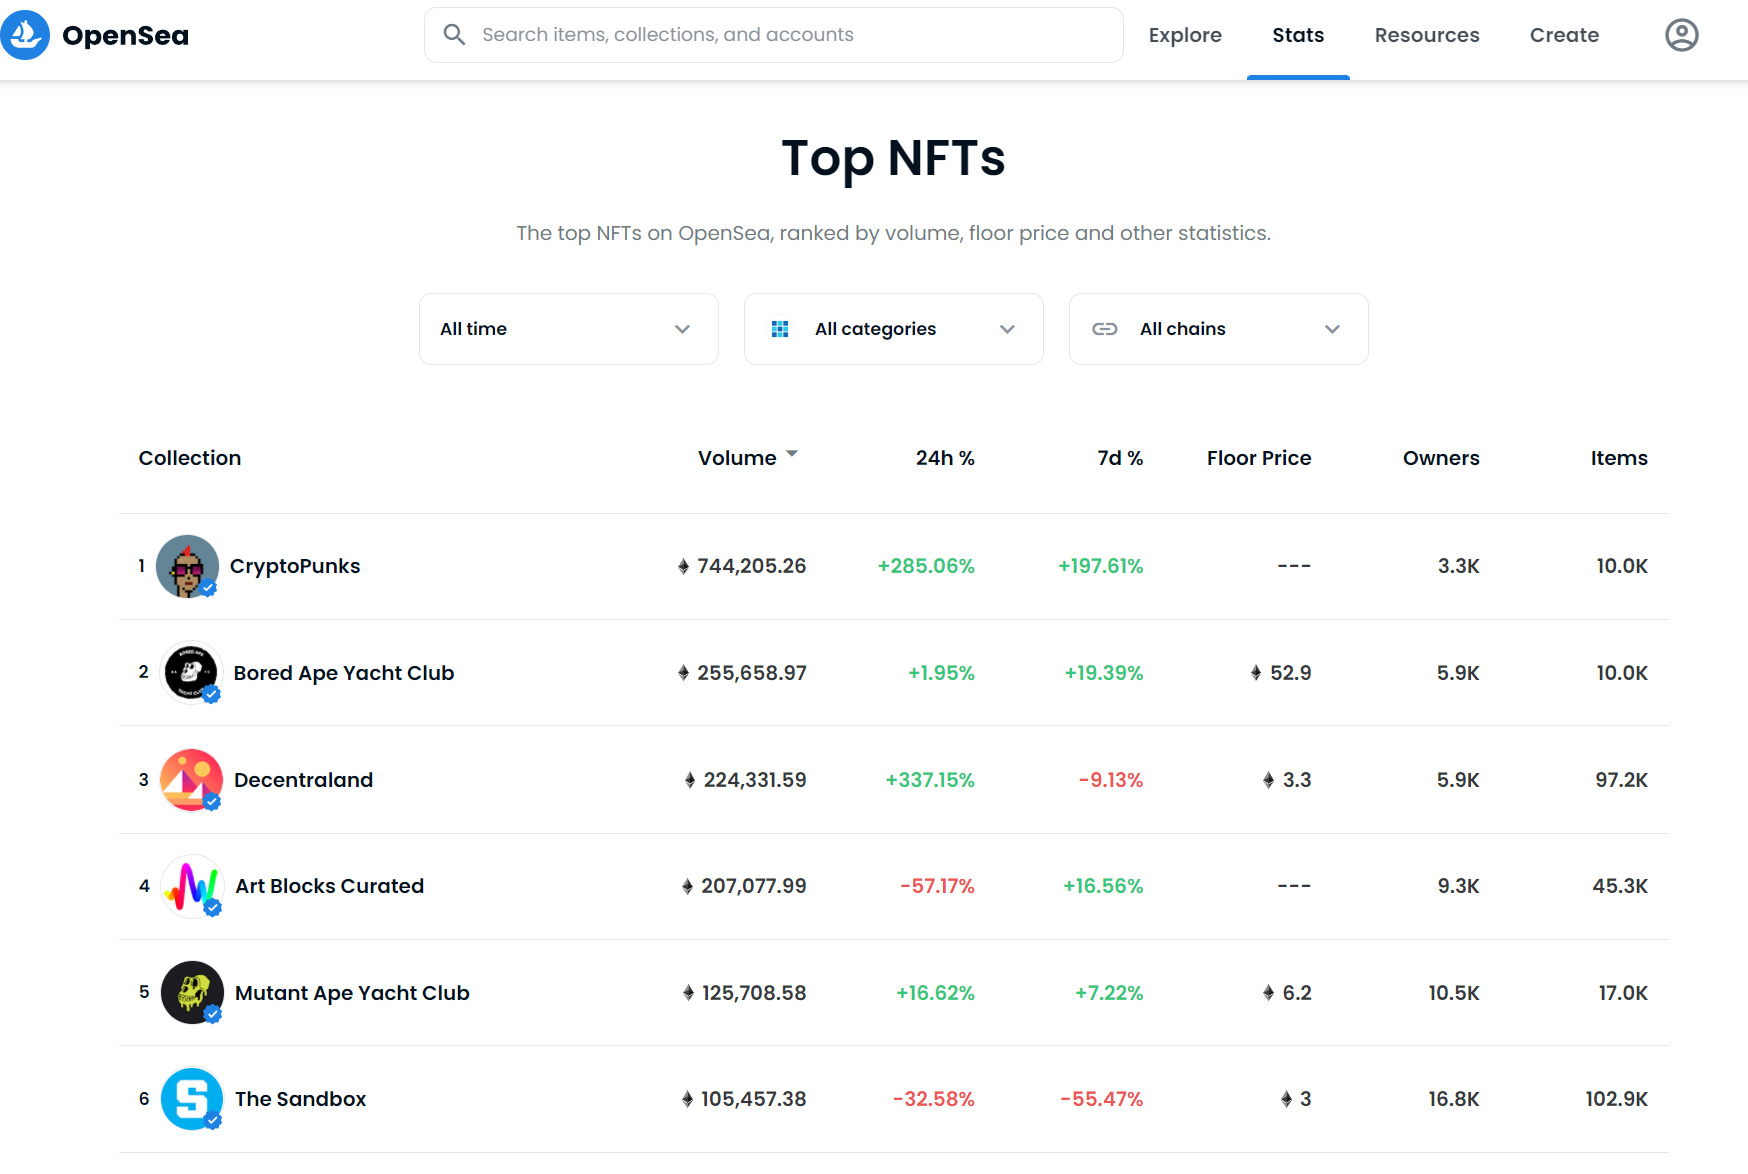 OpenSea
Search items, collections, and accounts
Explore Stats Resources Create
Top NFTs
The top NFTs on OpenSea, ranked by volume, floor price and other statistics.
All time All categories All chains
Collection Volume 24h % 7d % Floor Price Owners Items
1 CryptoPunks 744,205.26 +285.06% +197.61% --- 3.3K 10.0K
BORED APE
YACHT CLUB
2 Bored Ape Yacht Club 255,658.97 +1.95% +19.39% 52.9 5.9K 10.0K
3 Decentraland 224,331.59 +337.15% -9.13% 3.3 5.9K 97.2K
4 Art Blocks Curated 207,077.99 -57.17% +16.56% --- 9.3K 45.3K
5 Mutant Ape Yacht Club 125,708.58 +16.62% +7.22% 6.2 10.5K 17.0K
6 S The Sandbox 105,457.38 -32.58% -55.47% 3 16.8K 102.9K